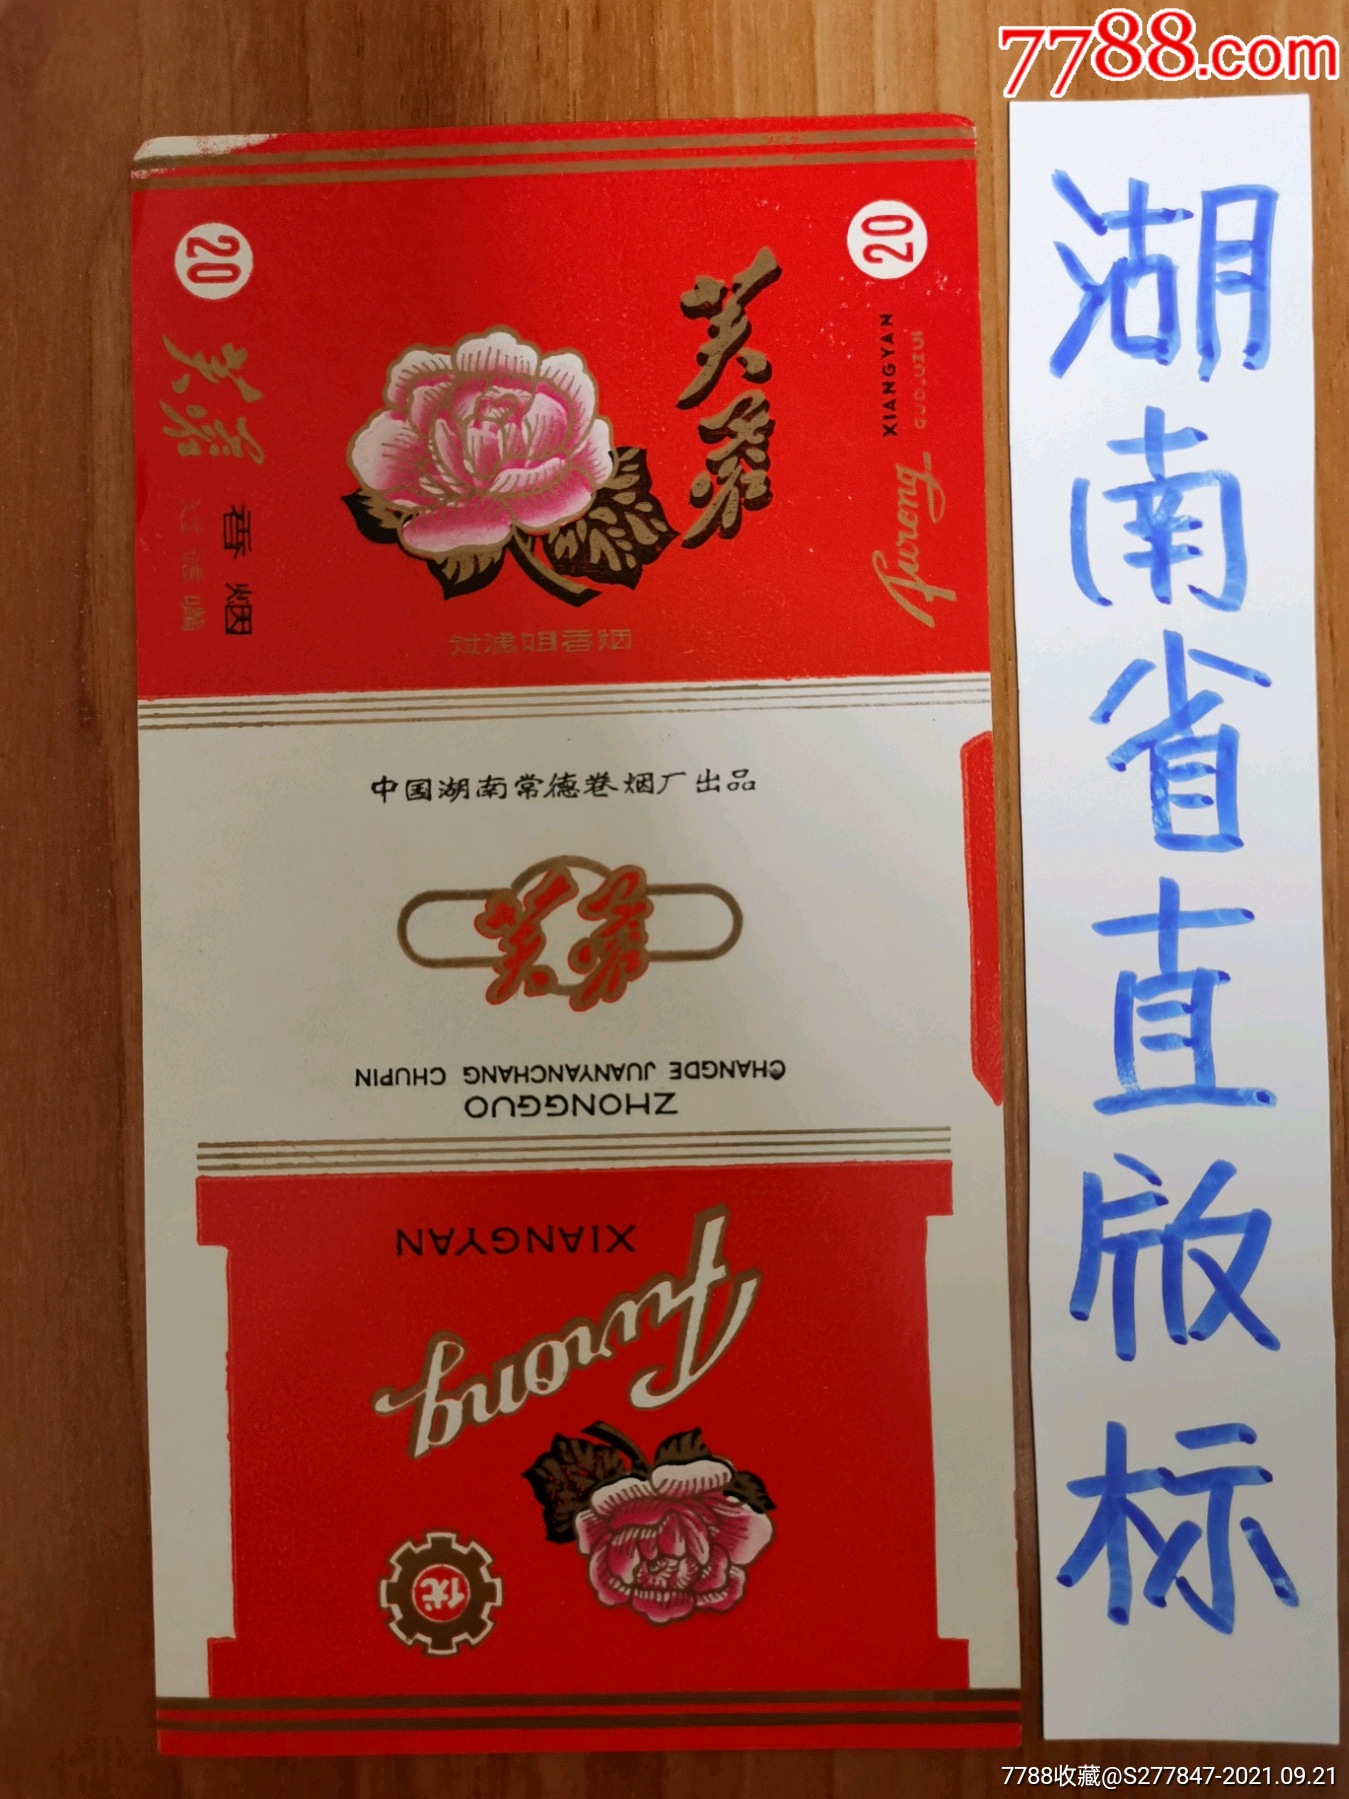 7788.com
湖南省直版标
20
20
芙蓉
芙蓉
香烟
过滤嘴
XIANGYAN
Furong
过滤咀香烟
中国湖南常德卷烟厂出品
芙蓉
ZHONGGUO
CHANGDE JUANYANCHANG CHUPIN
XIANGYAN
Furong
优
7788收藏@S277847-2021.09.21